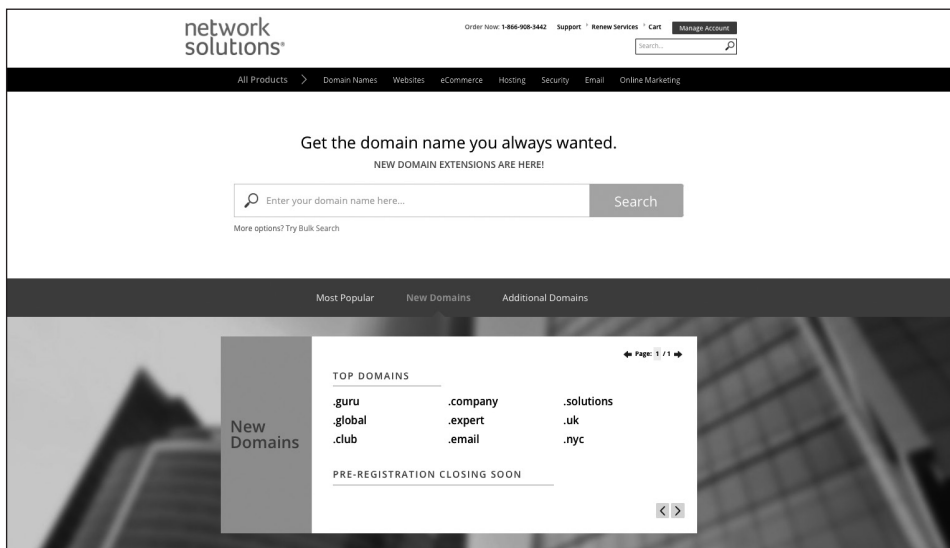 network
solutions®
Order Now: 1-866-908-3442 Support Renew Services Cart Manage Account
Search...
All Products Domain Names Websites eCommerce Hosting Security Email Online Marketing
Get the domain name you always wanted.
NEW DOMAIN EXTENSIONS ARE HERE!
Enter your domain name here... Search
More options? Try Bulk Search
Most Popular New Domains Additional Domains
Page: 1 / 1
New
Domains
TOP DOMAINS
.guru .company .solutions
.global .expert .uk
.club .email .nyc
PRE-REGISTRATION CLOSING SOON